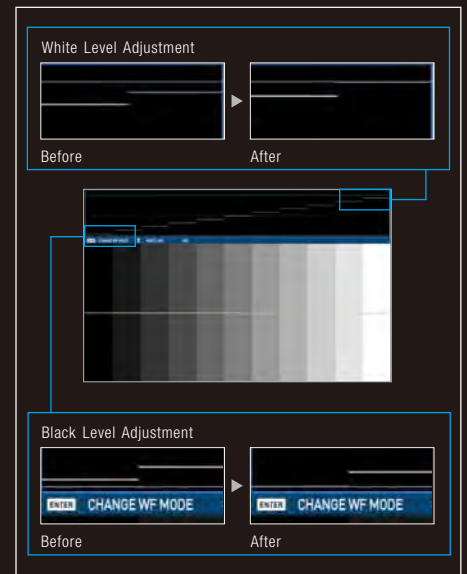 White Level Adjustment
Before
After
Black Level Adjustment
ENTER CHANGE WF MODE
ENTER CHANGE WF MODE
Before
After